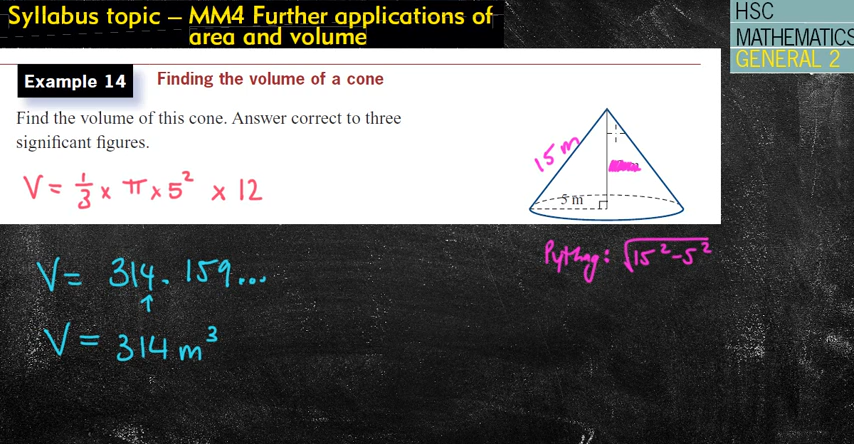 Syllabus topic – MM4 Further applications of
area and volume
HSC
MATHEMATICS
GENERAL 2
Example 14 Finding the volume of a cone
Find the volume of this cone. Answer correct to three
significant figures.
V = 1/3 × π × 5² × 12
15 m
5 m
Pythag: √15²-5²
V = 314.159...
↑
V = 314 m³